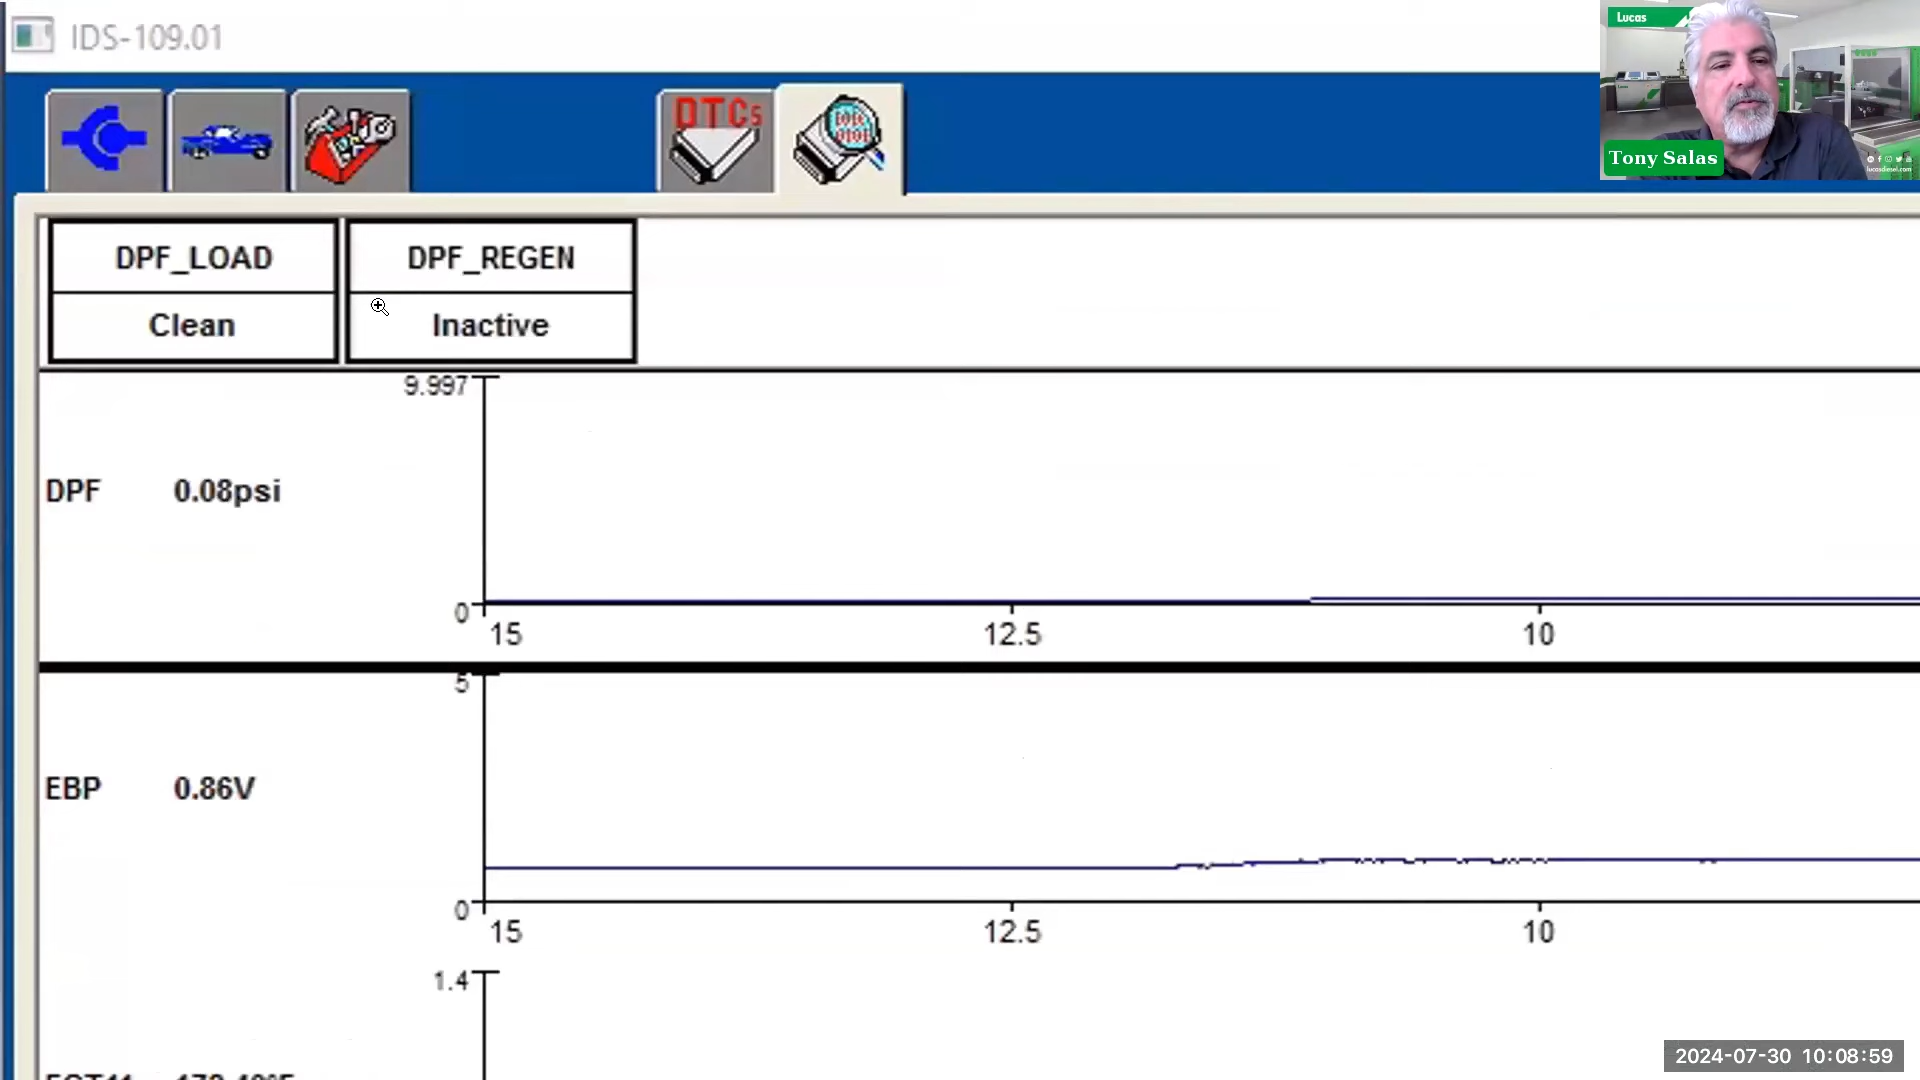 IDS-109.01
Lucas
DTCs
Tony Salas
lucasdiesel.com
DPF_LOAD
DPF_REGEN
Clean
Inactive
9.997
DPF 0.08psi
0
15 12.5 10
5
EBP 0.86V
0
15 12.5 10
1.4
2024-07-30 10:08:59